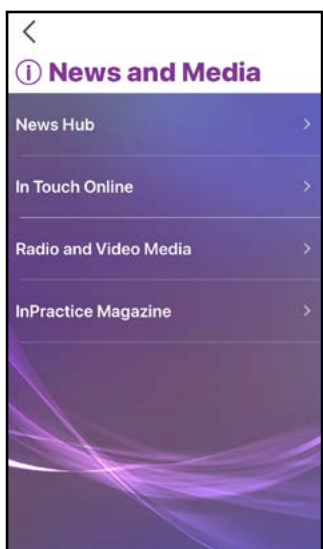 News and Media
News Hub
In Touch Online
Radio and Video Media
InPractice Magazine